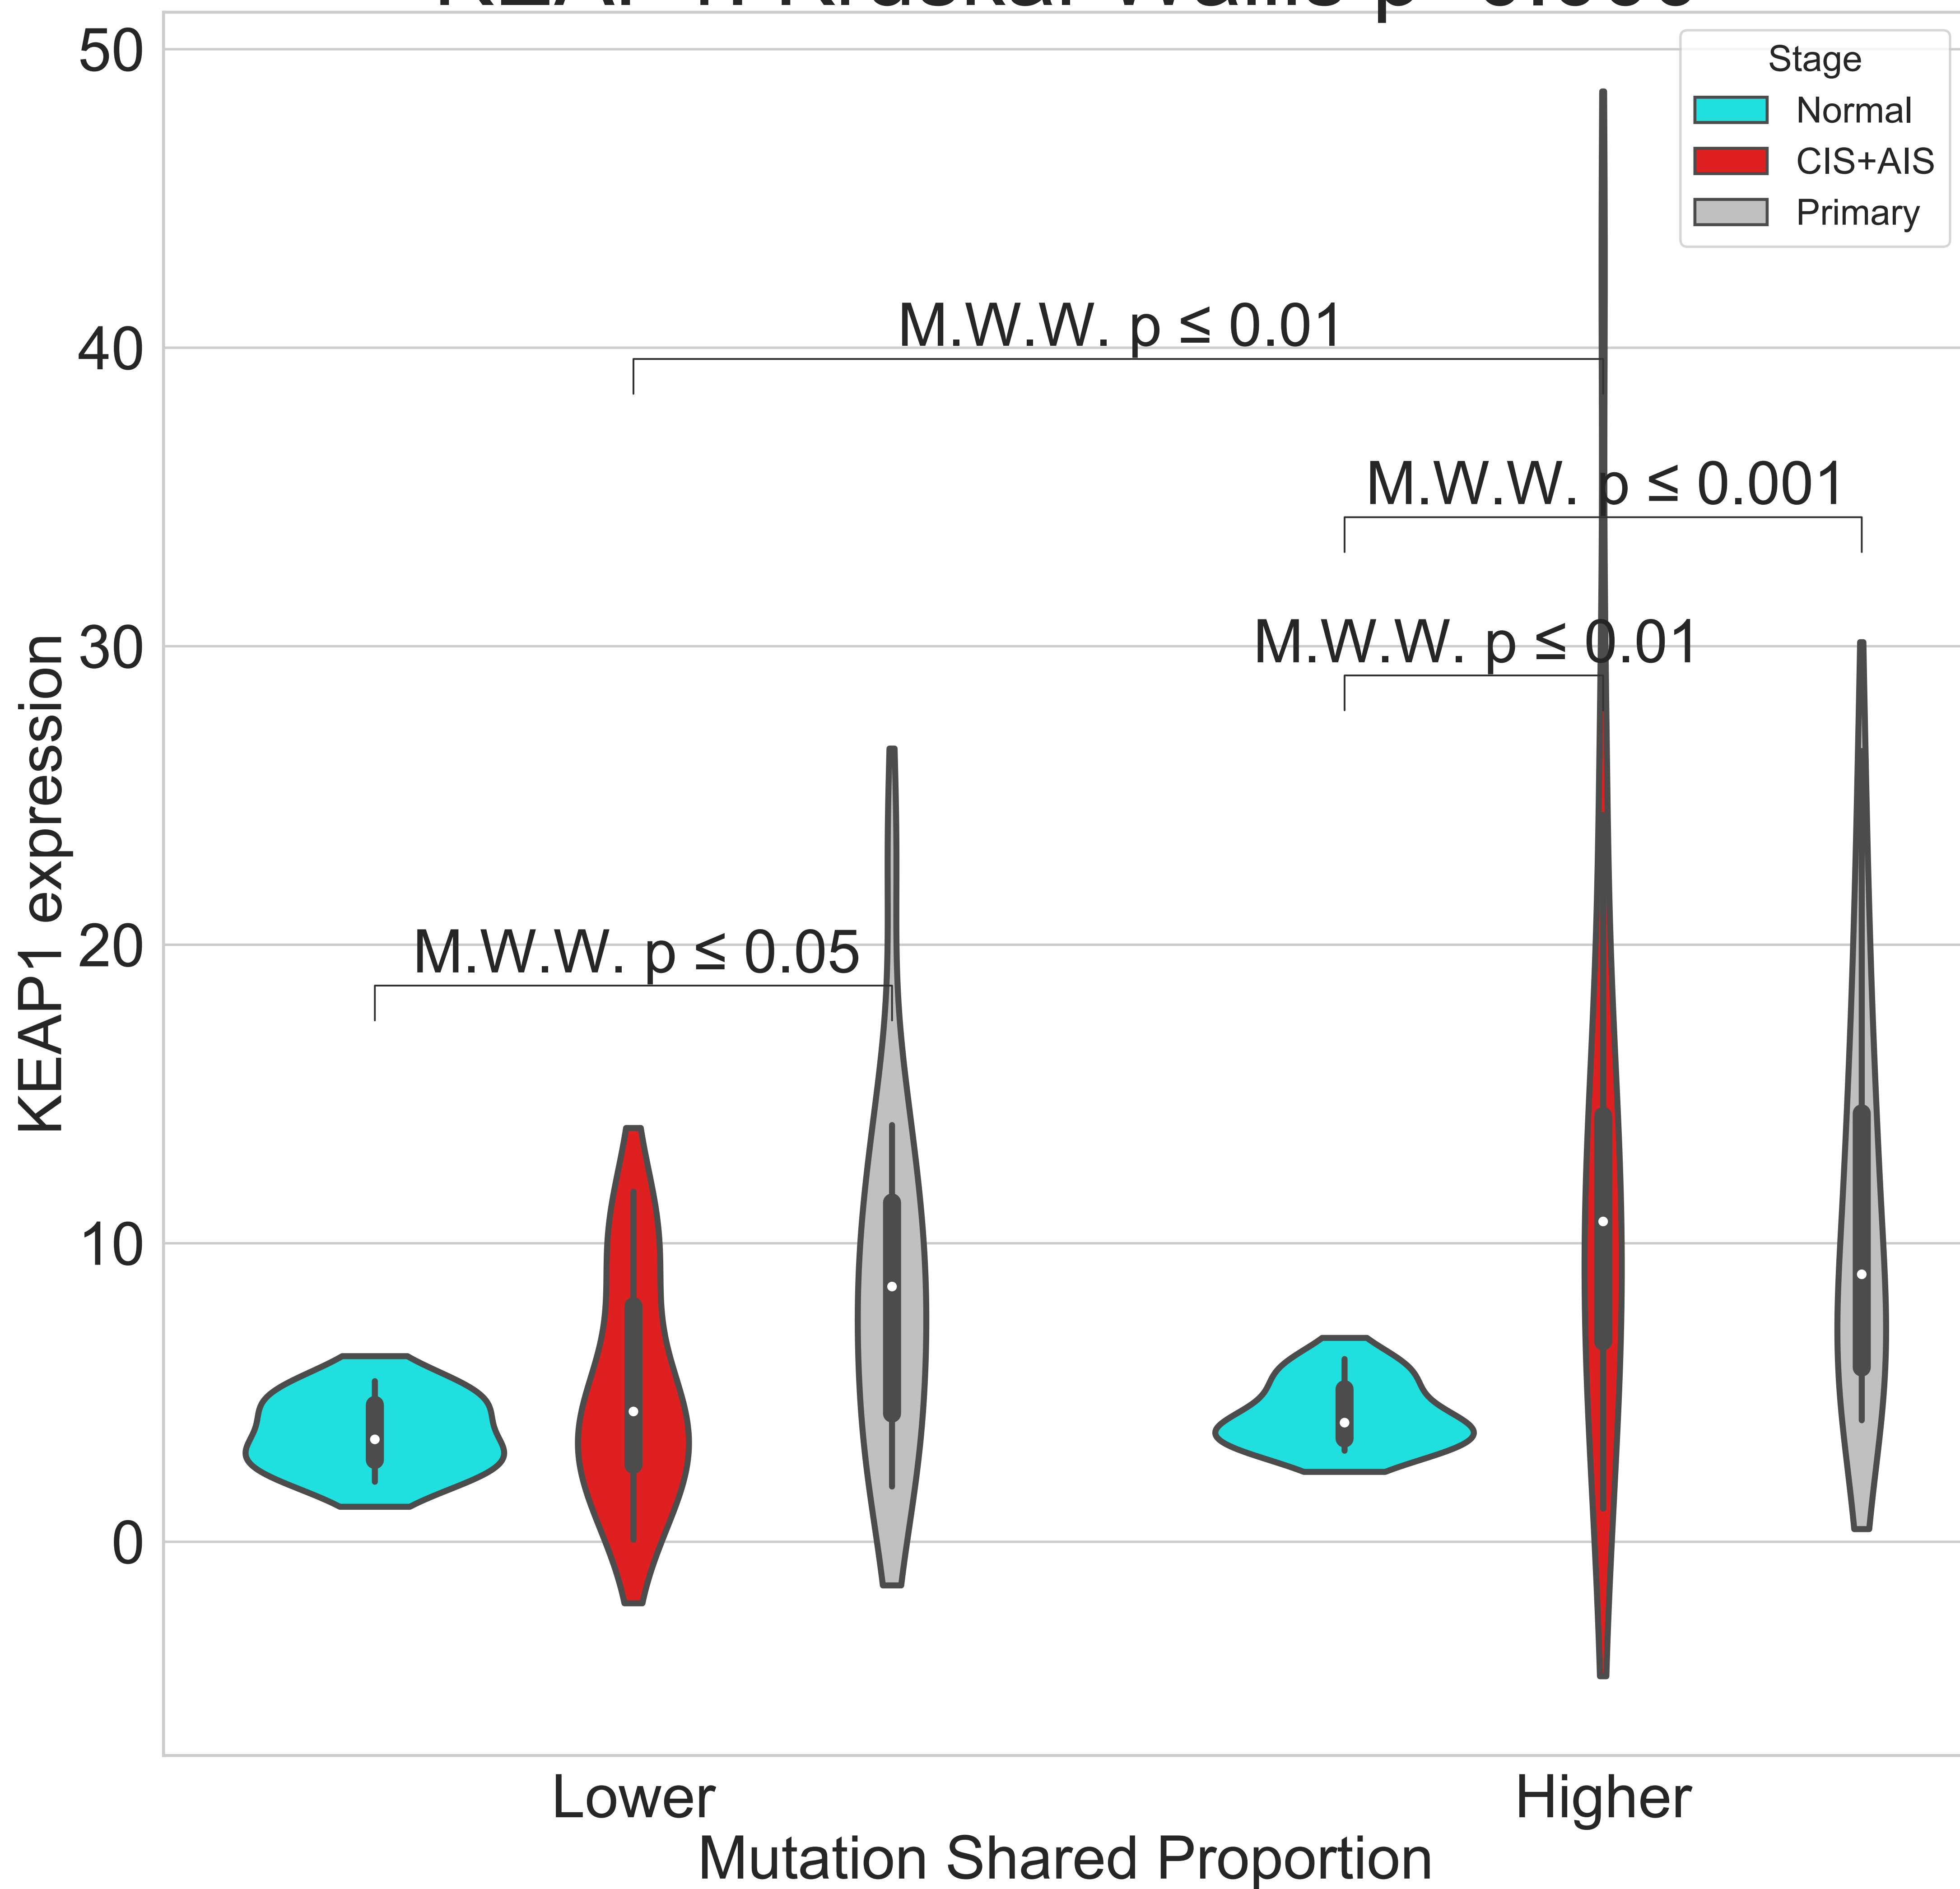 50
Stage
Normal
CIS+AIS
Primary
M.W.W. p ≤ 0.01
40
M.W.W. p ≤ 0.001
M.W.W. p ≤ 0.01
30
KEAP1 expression
M.W.W. p ≤ 0.05
20
10
0
Lower
Higher
Mutation Shared Proportion